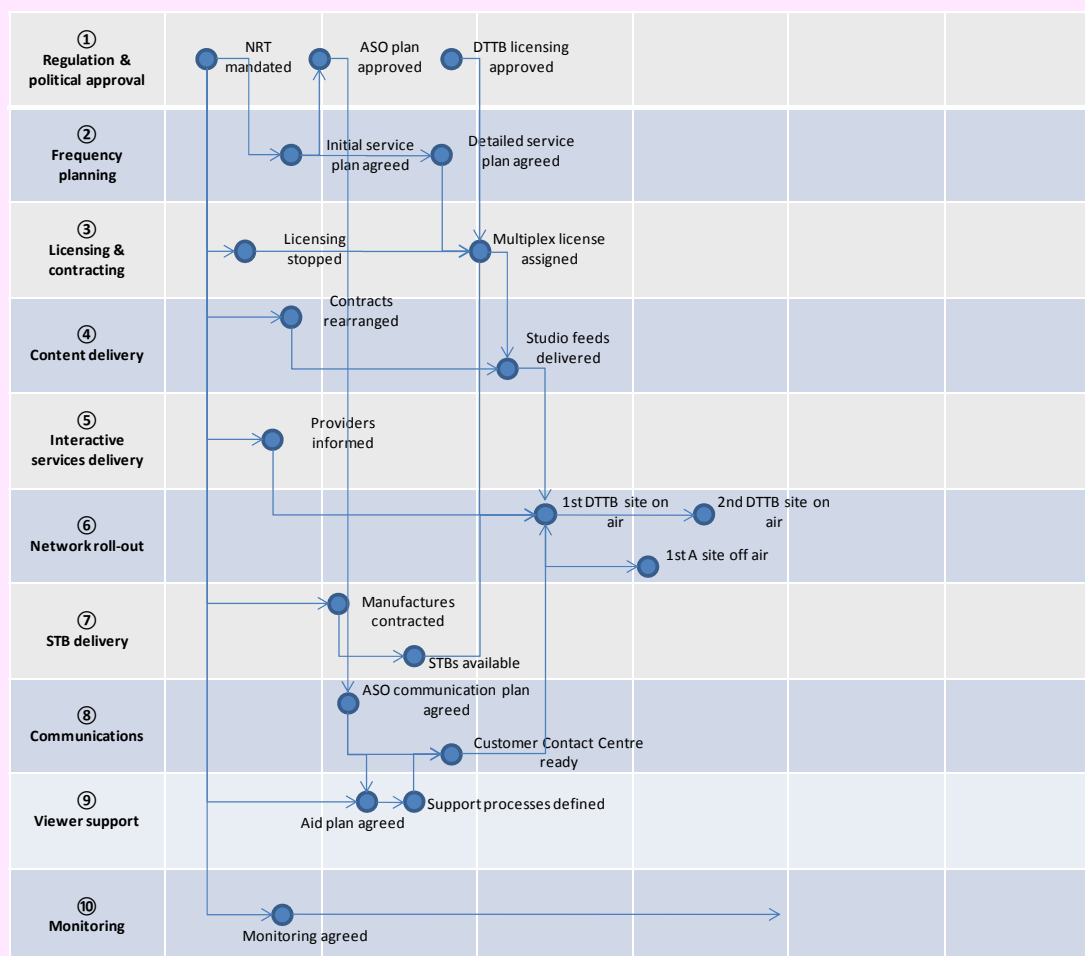 ①
Regulation &
political approval
NRT
mandated
ASO plan
approved
DTTB licensing
approved
②
Frequency
planning
Initial service
plan agreed
Detailed service
plan agreed
③
Licensing &
contracting
Licensing
stopped
Multiplex license
assigned
④
Content delivery
Contracts
rearranged
Studio feeds
delivered
⑤
Interactive
services delivery
Providers
informed
⑥
Network roll-out
1st DTTB site on
air
2nd DTTB site on
air
1st A site off air
⑦
STB delivery
Manufactures
contracted
STBs available
⑧
Communications
ASO communication plan
agreed
Customer Contact Centre
ready
⑨
Viewer support
Aid plan agreed
Support processes defined
⑩
Monitoring
Monitoring agreed